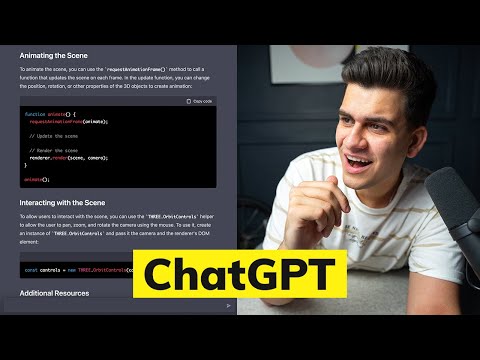 Animating the Scene
To animate the scene, you can use the `requestAnimationFrame()` method to call a
function that updates the scene on each frame. In the update function, you can change
the position, rotation, or other properties of the 3D objects to create animation:
Copy code
function animate() {
requestAnimationFrame(animate);
// Update the scene
// Render the scene
renderer.render(scene, camera);
}
animate();
Interacting with the Scene
To allow users to interact with the scene, you can use the `THREE.OrbitControls` helper
to allow the user to pan, zoom, and rotate the camera using the mouse. To use it, create
an instance of `THREE.OrbitControls` and pass it the camera and the renderer's DOM
element:
const controls = new THREE.OrbitControls(
ChatGPT
Additional Resources